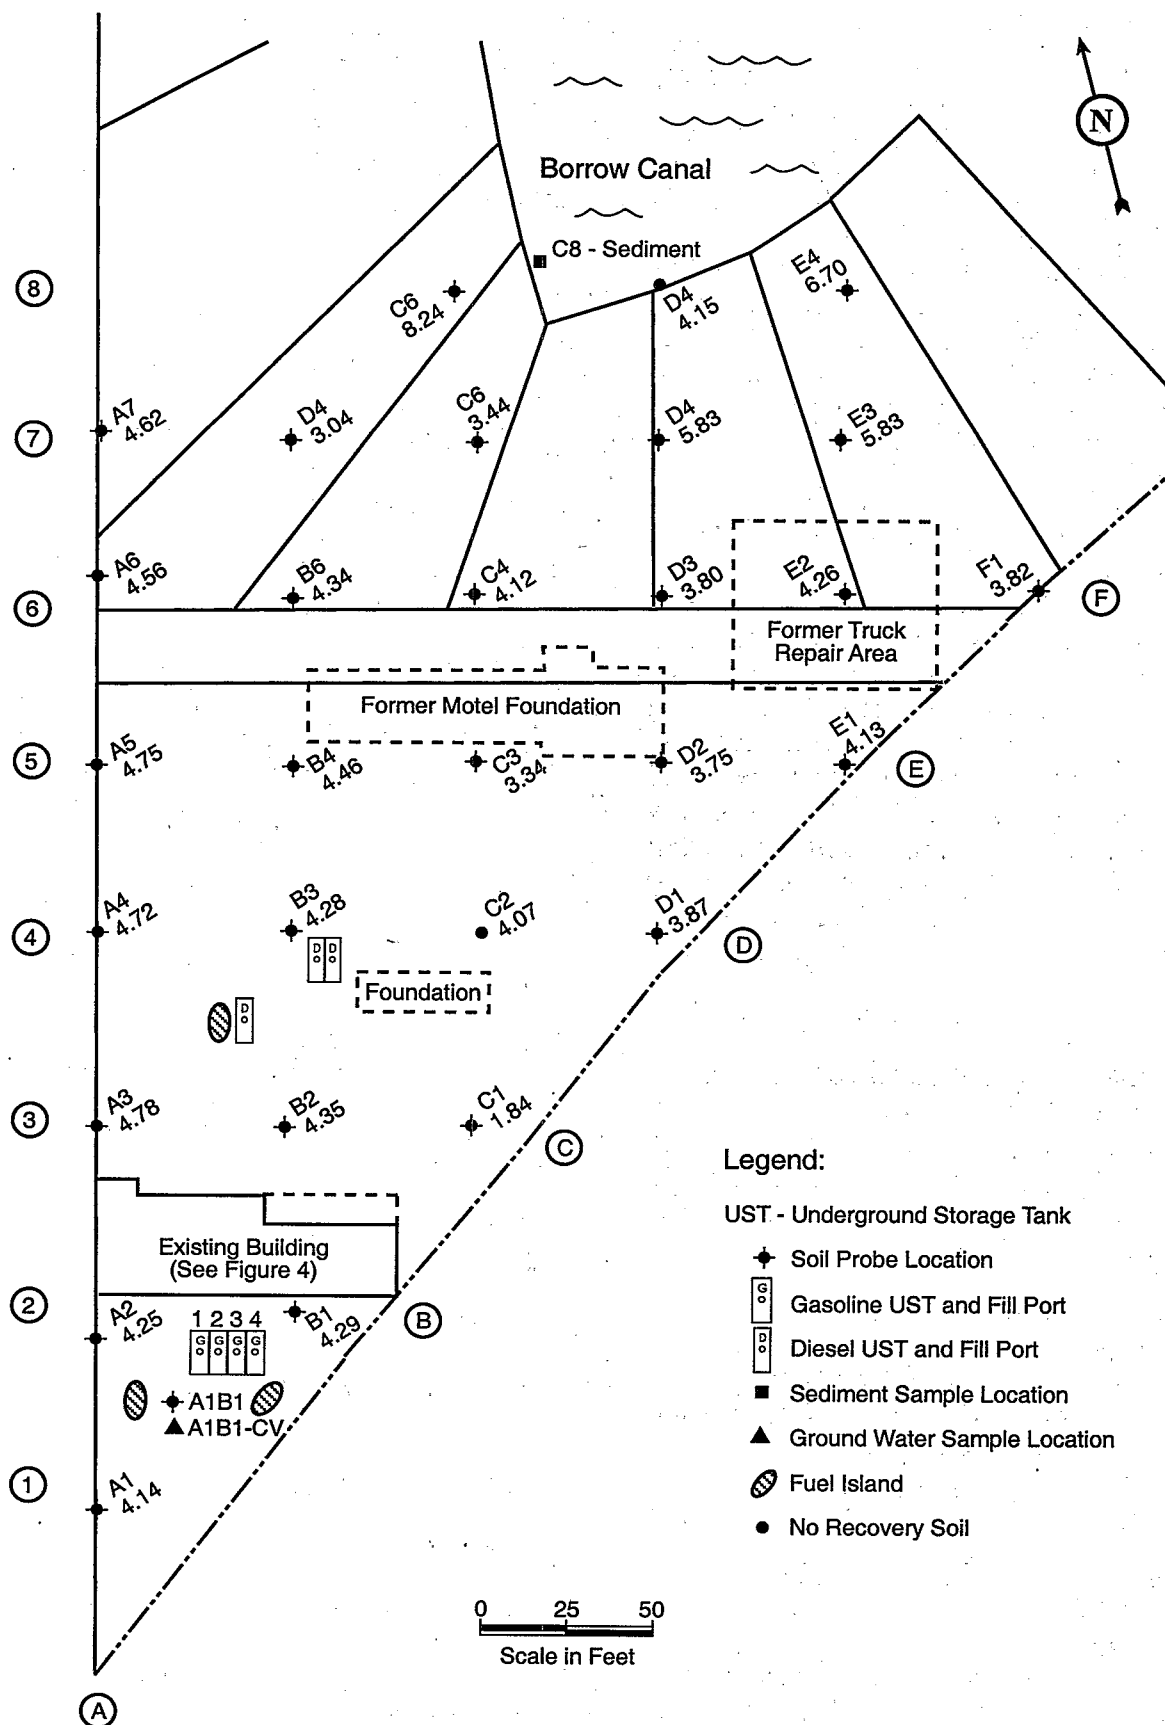 N
Borrow Canal
C8 - Sediment
8
C6
8.24
D4
4.15
E4
6.70
7
A7
4.62
D4
3.04
C6
3.44
D4
5.83
E3
5.83
6
A6
4.56
B6
4.34
C4
4.12
D3
3.80
E2
4.26
F1
3.82
F
Former Truck
Repair Area
Former Motel Foundation
5
A5
4.75
B4
4.46
C3
3.34
D2
3.75
E1
4.13
E
4
A4
4.72
B3
4.28
C2
4.07
D1
3.87
D
D D
Foundation
D
3
A3
4.78
B2
4.35
C1
1.84
C
Existing Building
(See Figure 4)
2
A2
4.25
1 2 3 4
G G G G
B1
4.29
B
A1B1
A1B1-CV
1
A1
4.14
A
0 25 50
Scale in Feet
Legend:
UST - Underground Storage Tank
Soil Probe Location
G
Gasoline UST and Fill Port
D
Diesel UST and Fill Port
Sediment Sample Location
Ground Water Sample Location
Fuel Island
No Recovery Soil